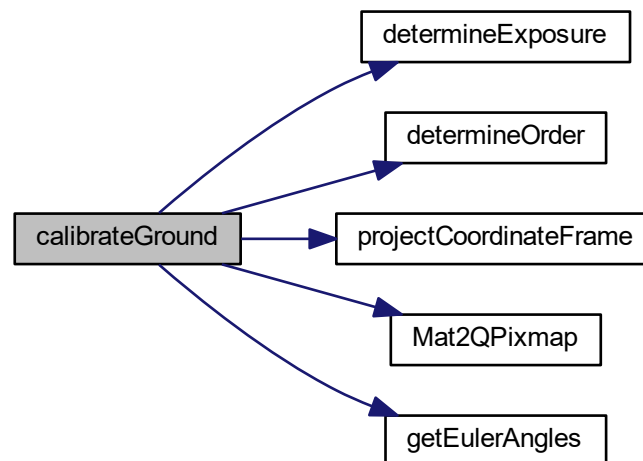 determineExposure
determineOrder
calibrateGround
projectCoordinateFrame
Mat2QPixmap
getEulerAngles